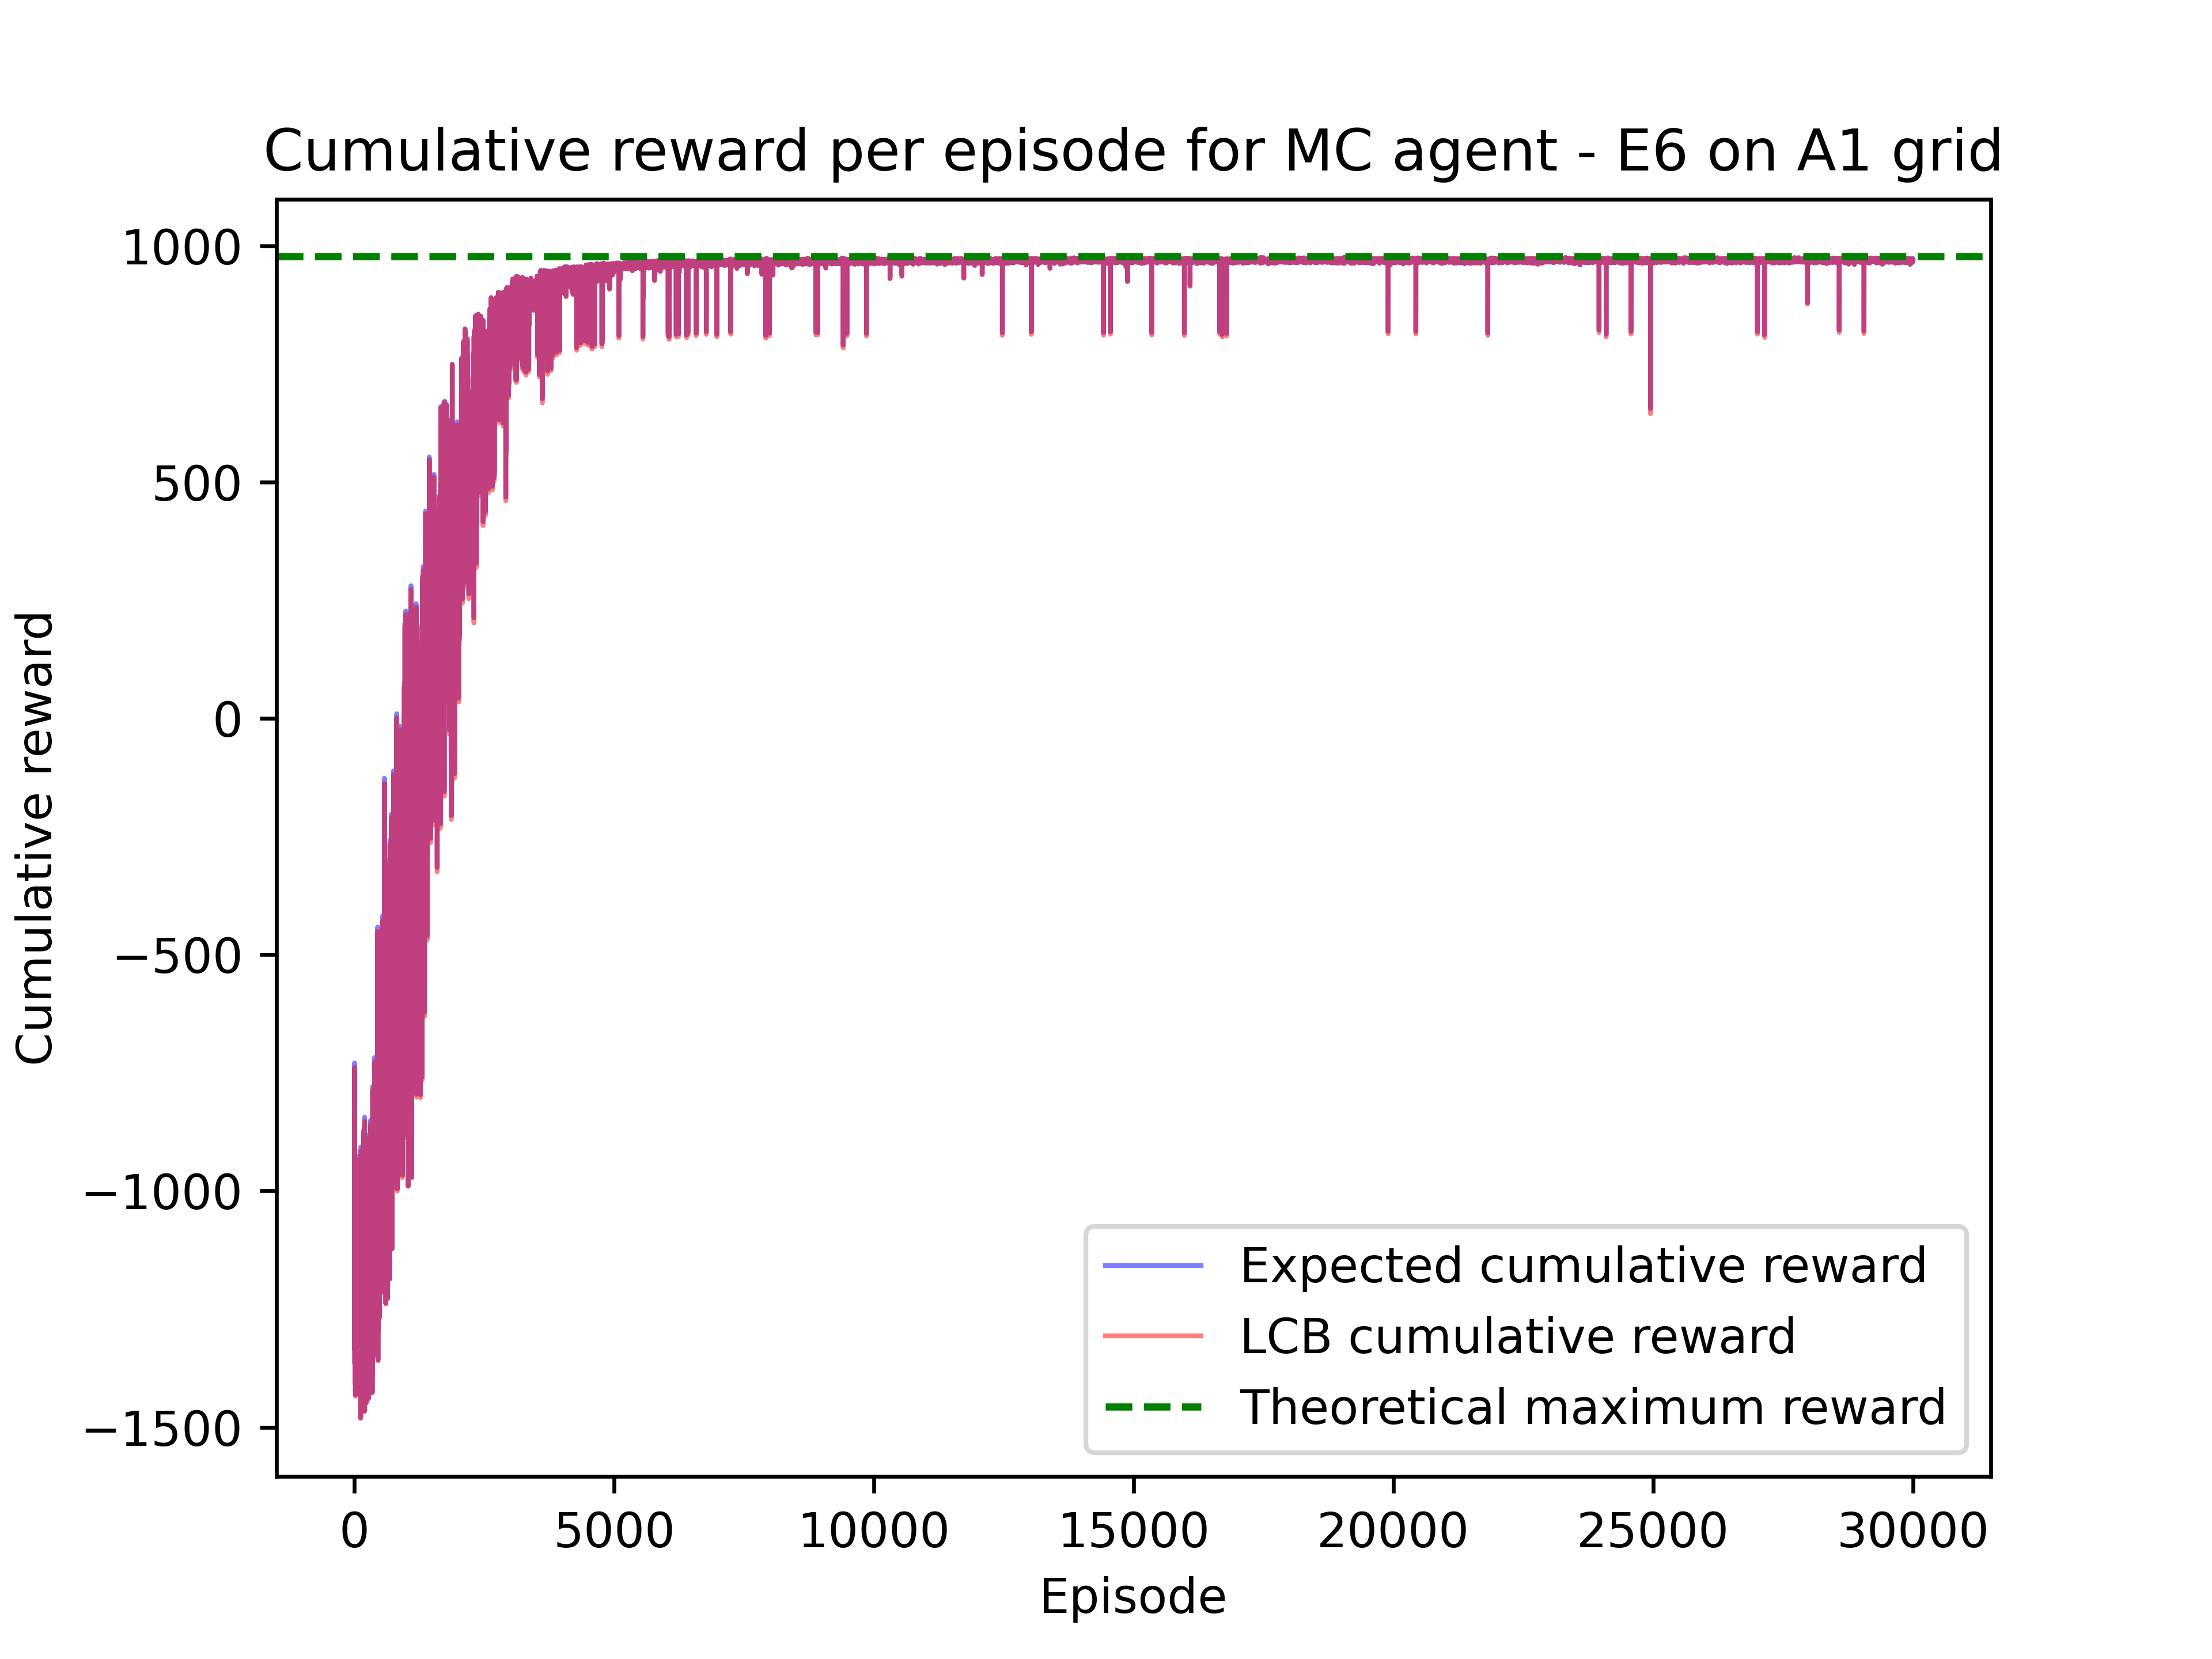 Cumulative reward per episode for MC agent - E6 on A1 grid
1000
500
0
−500
−1000
−1500
Cumulative reward
Expected cumulative reward
LCB cumulative reward
Theoretical maximum reward
0 5000 10000 15000 20000 25000 30000
Episode